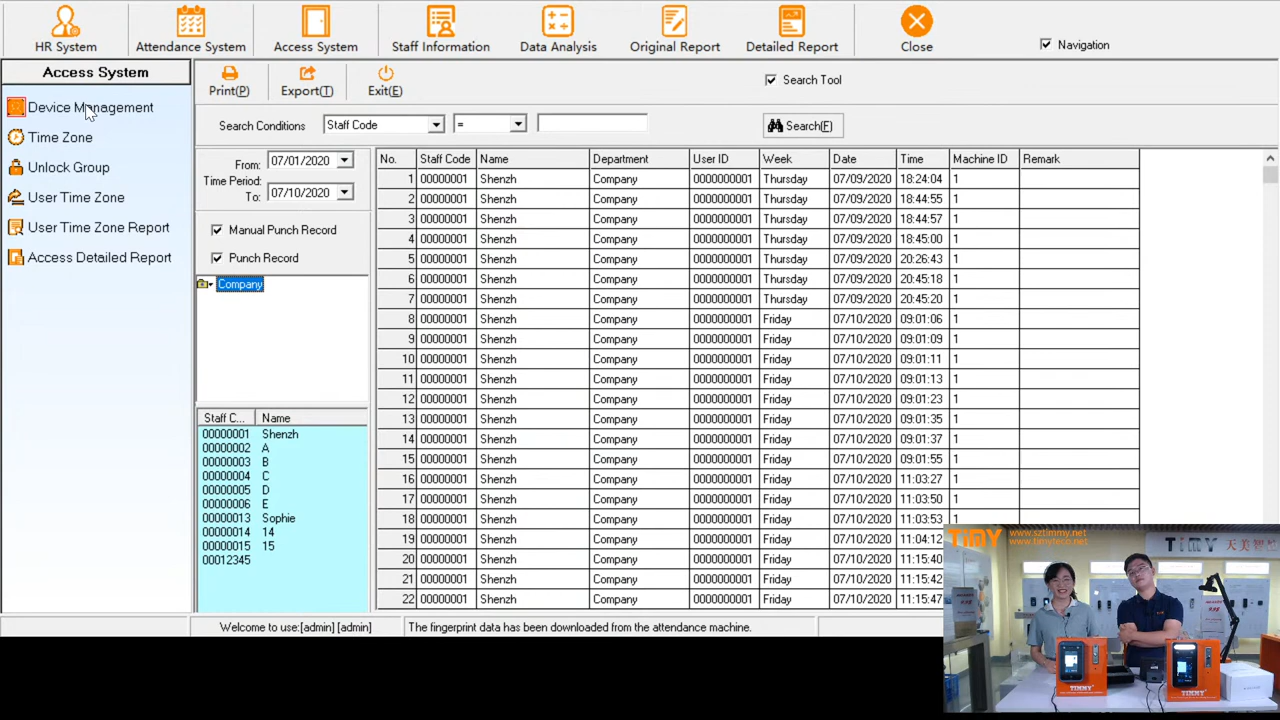 HR System Attendance System Access System Staff Information Data Analysis Original Report Detailed Report Close Navigation
Access System
Device Management
Time Zone
Unlock Group
User Time Zone
User Time Zone Report
Access Detailed Report
Print(P) Export(T) Exit(E) Search Tool
Search Conditions Staff Code = Search(F)
From: 07/01/2020
Time Period:
To: 07/10/2020
Manual Punch Record
Punch Record
Company
Staff C... Name
00000001 Shenzh
00000002 A
00000003 B
00000004 C
00000005 D
00000006 E
00000013 Sophie
00000014 14
00000015 15
00012345
No. Staff Code Name Department User ID Week Date Time Machine ID Remark
1 00000001 Shenzh Company 0000000001 Thursday 07/09/2020 18:24:04 1
2 00000001 Shenzh Company 0000000001 Thursday 07/09/2020 18:44:55 1
3 00000001 Shenzh Company 0000000001 Thursday 07/09/2020 18:44:57 1
4 00000001 Shenzh Company 0000000001 Thursday 07/09/2020 18:45:00 1
5 00000001 Shenzh Company 0000000001 Thursday 07/09/2020 20:26:43 1
6 00000001 Shenzh Company 0000000001 Thursday 07/09/2020 20:45:18 1
7 00000001 Shenzh Company 0000000001 Thursday 07/09/2020 20:45:20 1
8 00000001 Shenzh Company 0000000001 Friday 07/10/2020 09:01:06 1
9 00000001 Shenzh Company 0000000001 Friday 07/10/2020 09:01:09 1
10 00000001 Shenzh Company 0000000001 Friday 07/10/2020 09:01:11 1
11 00000001 Shenzh Company 0000000001 Friday 07/10/2020 09:01:13 1
12 00000001 Shenzh Company 0000000001 Friday 07/10/2020 09:01:23 1
13 00000001 Shenzh Company 0000000001 Friday 07/10/2020 09:01:35 1
14 00000001 Shenzh Company 0000000001 Friday 07/10/2020 09:01:37 1
15 00000001 Shenzh Company 0000000001 Friday 07/10/2020 09:01:55 1
16 00000001 Shenzh Company 0000000001 Friday 07/10/2020 11:03:27 1
17 00000001 Shenzh Company 0000000001 Friday 07/10/2020 11:03:50 1
18 00000001 Shenzh Company 0000000001 Friday 07/10/2020 11:03:53 1
19 00000001 Shenzh Company 0000000001 Friday 07/10/2020 11:04:12
20 00000001 Shenzh Company 0000000001 Friday 07/10/2020 11:15:40
21 00000001 Shenzh Company 0000000001 Friday 07/10/2020 11:15:42
22 00000001 Shenzh Company 0000000001 Friday 07/10/2020 11:15:47
Welcome to use:[admin] [admin] The fingerprint data has been downloaded from the attendance machine.
TIMY www.sztimmy.net
www.timyteco.net
TIMY 天美智
TIMMY
TIMMY